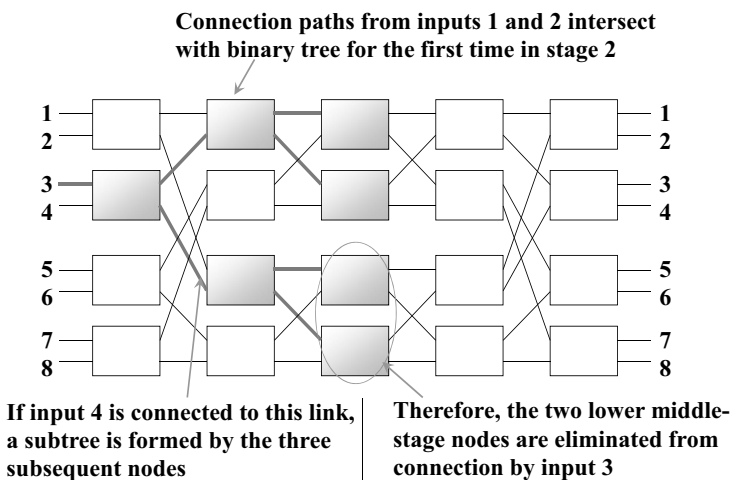 Connection paths from inputs 1 and 2 intersect
with binary tree for the first time in stage 2
1
2
3
4
5
6
7
8
1
2
3
4
5
6
7
8
If input 4 is connected to this link,
a subtree is formed by the three
subsequent nodes
Therefore, the two lower middle-
stage nodes are eliminated from
connection by input 3